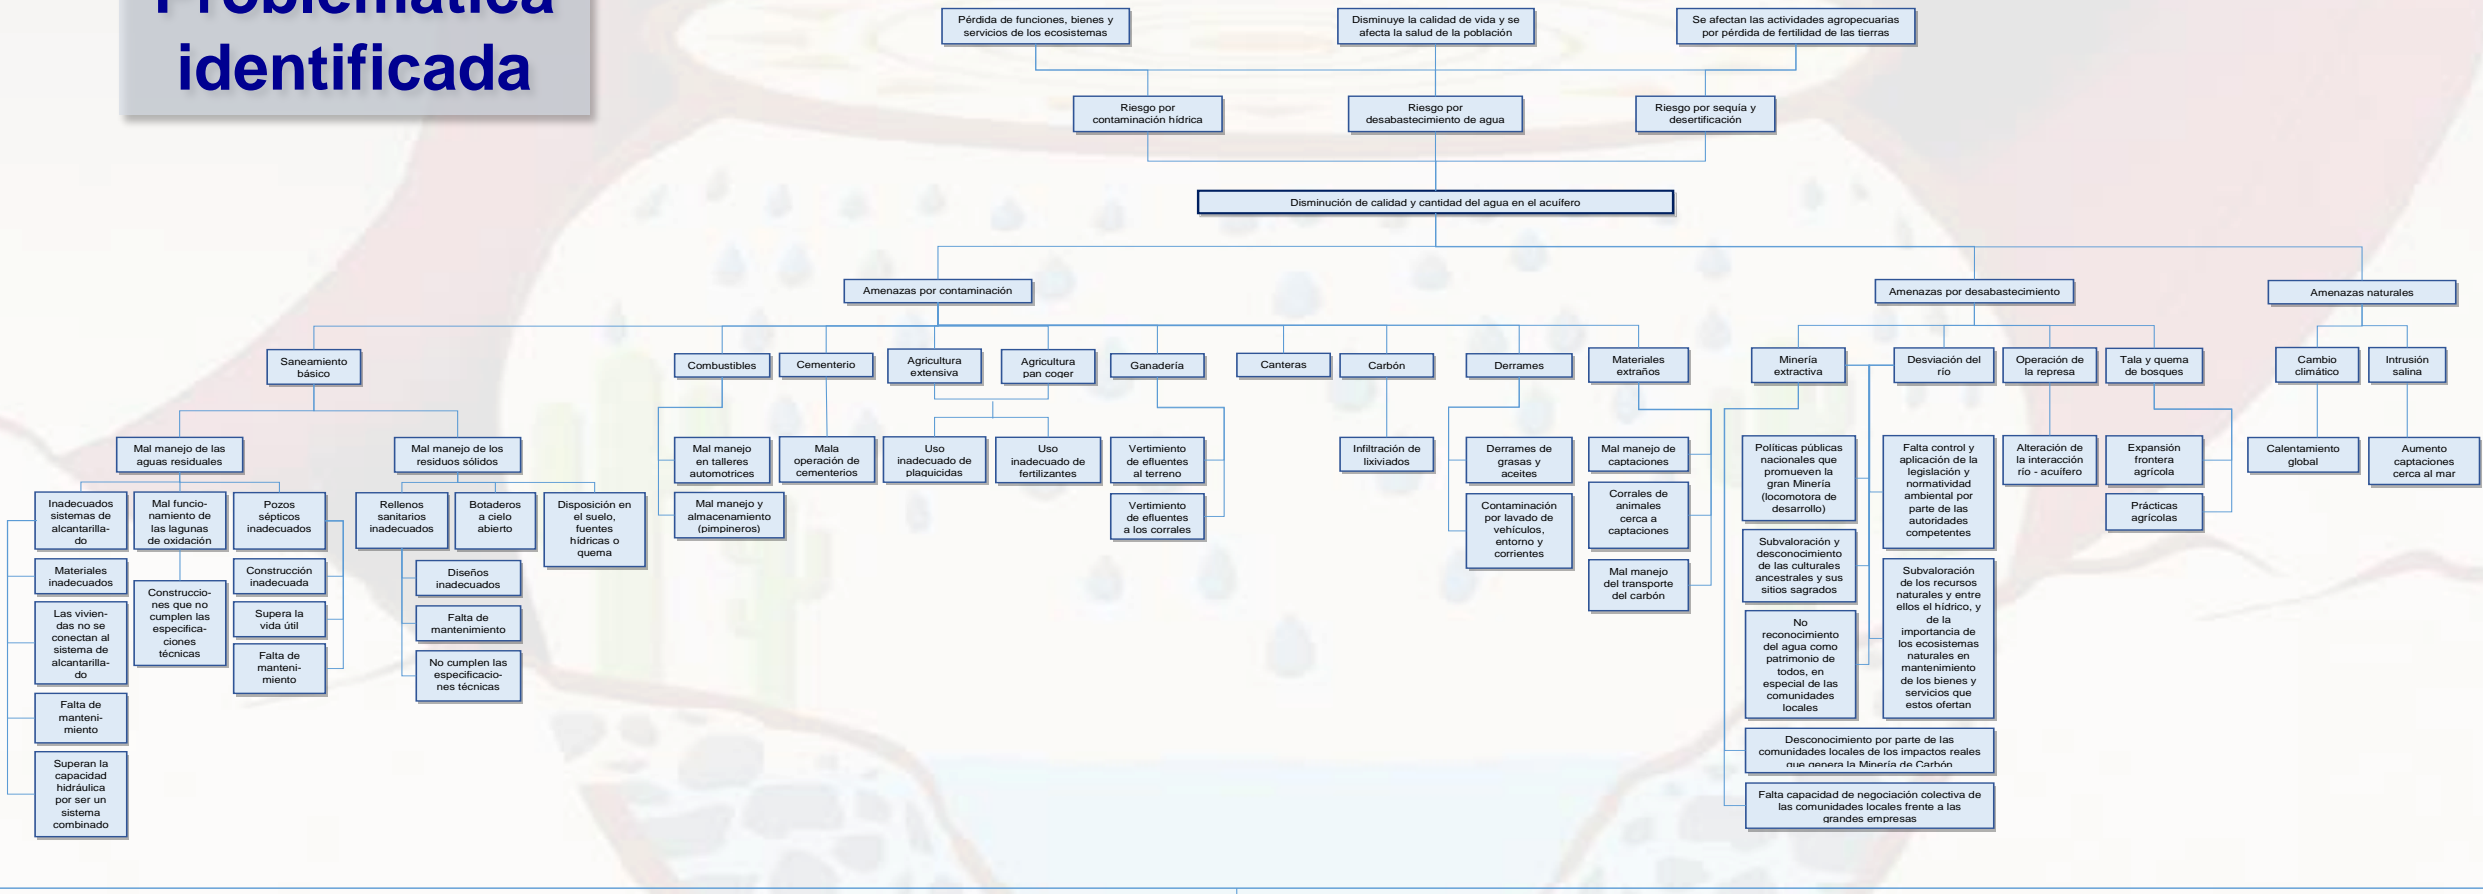 Problemática
identificada
Pérdida de funciones, bienes y
servicios de los ecosistemas
Disminuye la calidad de vida y se
afecta la salud de la población
Se afectan las actividades agropecuarias
por pérdida de fertilidad de las tierras
Riesgo por
contaminación hídrica
Riesgo por
desabastecimiento de agua
Riesgo por sequía y
desertificación
Disminución de calidad y cantidad del agua en el acuífero
Amenazas por contaminación
Amenazas por desabastecimiento
Amenazas naturales
Saneamiento
básico
Combustibles
Cementerio
Agricultura
extensiva
Agricultura
pan coger
Ganadería
Canteras
Carbón
Derrames
Materiales
extraños
Minería
extractiva
Desviación del
río
Operación de
la represa
Tala y quema
de bosques
Cambio
climático
Intrusión
salina
Mal manejo de las
aguas residuales
Mal manejo de los
residuos sólidos
Mal manejo
en talleres
automotrices
Mala
operación de
cementerios
Uso
inadecuado de
plaguicidas
Uso
inadecuado de
fertilizantes
Vertimiento
de efluentes
al terreno
Infiltración de
lixiviados
Derrames de
grasas y
aceites
Mal manejo de
captaciones
Políticas públicas
nacionales que
promueven la
gran Minería
(locomotora de
desarrollo)
Falta control y
aplicación de la
legislación y
normatividad
ambiental por
parte de las
autoridades
competentes
Alteración de
la interacción
río - acuífero
Expansión
frontera
agrícola
Calentamiento
global
Aumento
captaciones
cerca al mar
Inadecuados
sistemas de
alcantarilla-
do
Mal funcio-
namiento de
las lagunas
de oxidación
Pozos
sépticos
inadecuados
Rellenos
sanitarios
inadecuados
Botaderos
a cielo
abierto
Disposición en
el suelo,
fuentes
hídricas o
quema
Mal manejo y
almacenamiento
(pimpineros)
Vertimiento
de efluentes
a los corrales
Contaminación
por lavado de
vehículos,
entorno y
corrientes
Corrales de
animales
cerca a
captaciones
Prácticas
agrícolas
Materiales
inadecuados
Construccio-
nes que no
cumplen las
especifica-
ciones
técnicas
Construcción
inadecuada
Diseños
inadecuados
Mal manejo
del transporte
del carbón
Subvaloración y
desconocimiento
de las culturales
ancestrales y sus
sitios sagrados
Subvaloración
de los recursos
naturales y entre
ellos el hídrico, y
de la
importancia de
los ecosistemas
naturales en
mantenimiento
de los bienes y
servicios que
estos ofertan
Las vivien-
das no se
conectan al
sistema de
alcantarilla-
do
Supera la
vida útil
Falta de
mantenimiento
No
reconocimiento
del agua como
patrimonio de
todos, en
especial de las
comunidades
locales
Falta de
manteni-
miento
No cumplen las
especificacio-
nes técnicas
Falta de
manteni-
miento
Desconocimiento por parte de las
comunidades locales de los impactos reales
que genera la Minería de Carbón
Superan la
capacidad
hidráulica
por ser un
sistema
combinado
Falta capacidad de negociación colectiva de
las comunidades locales frente a las
grandes empresas